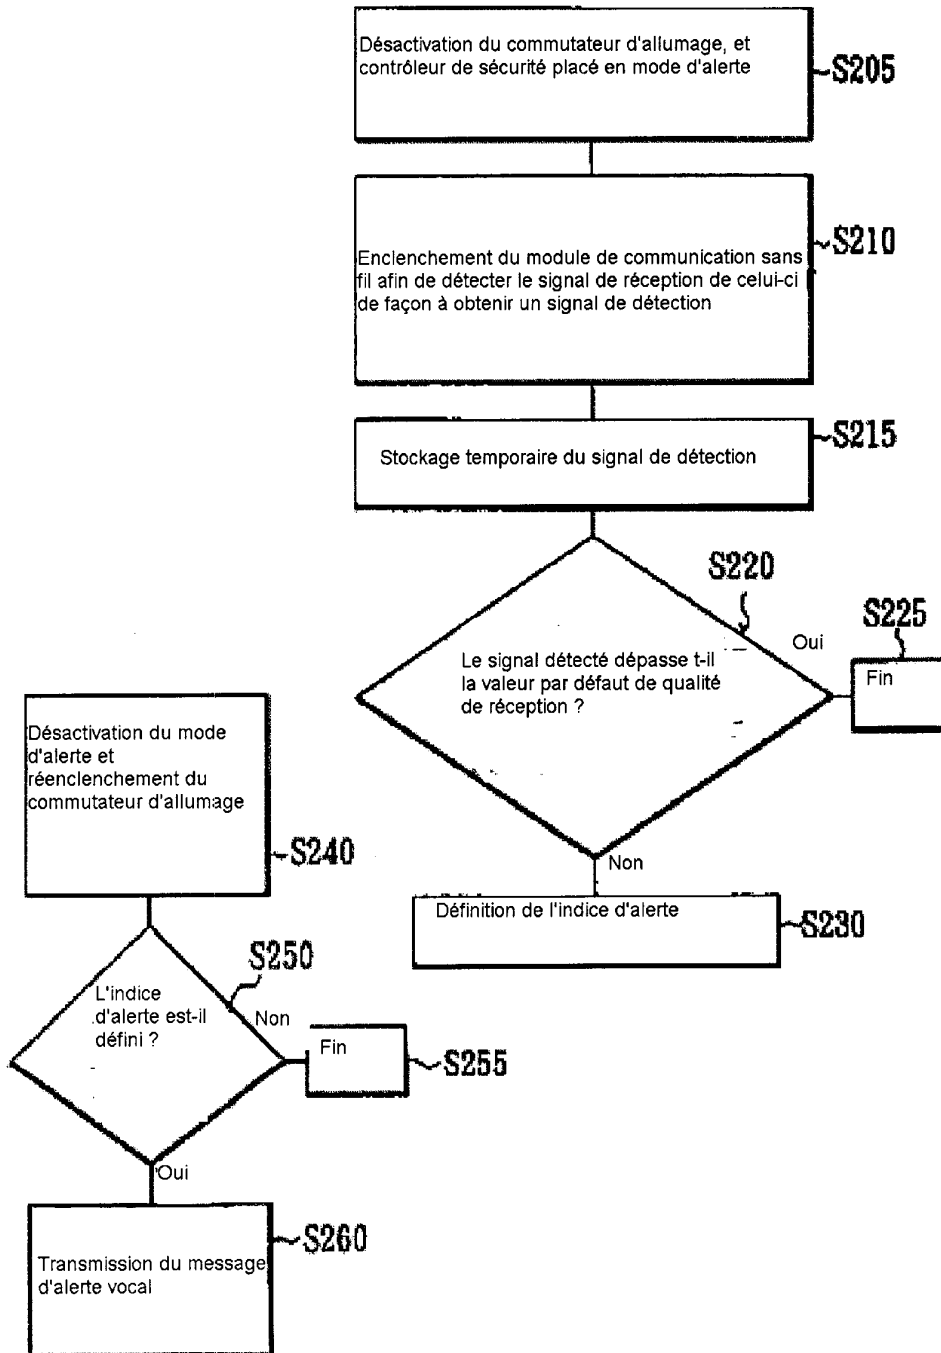 Désactivation du commutateur d'allumage, et
contrôleur de sécurité placé en mode d'alerte
S205
Enclenchement du module de communication sans
fil afin de détecter le signal de réception de celui-ci
de façon à obtenir un signal de détection
S210
Stockage temporaire du signal de détection
S215
S220
Le signal détecté dépasse t-il
la valeur par défaut de qualité
de réception ?
Oui
S225
Fin
Non
Définition de l'indice d'alerte
S230
Désactivation du mode
d'alerte et
réenclenchement du
commutateur d'allumage
S240
S250
L'indice
d'alerte est-il
défini ?
Non
Fin
S255
Oui
Transmission du message
d'alerte vocal
S260